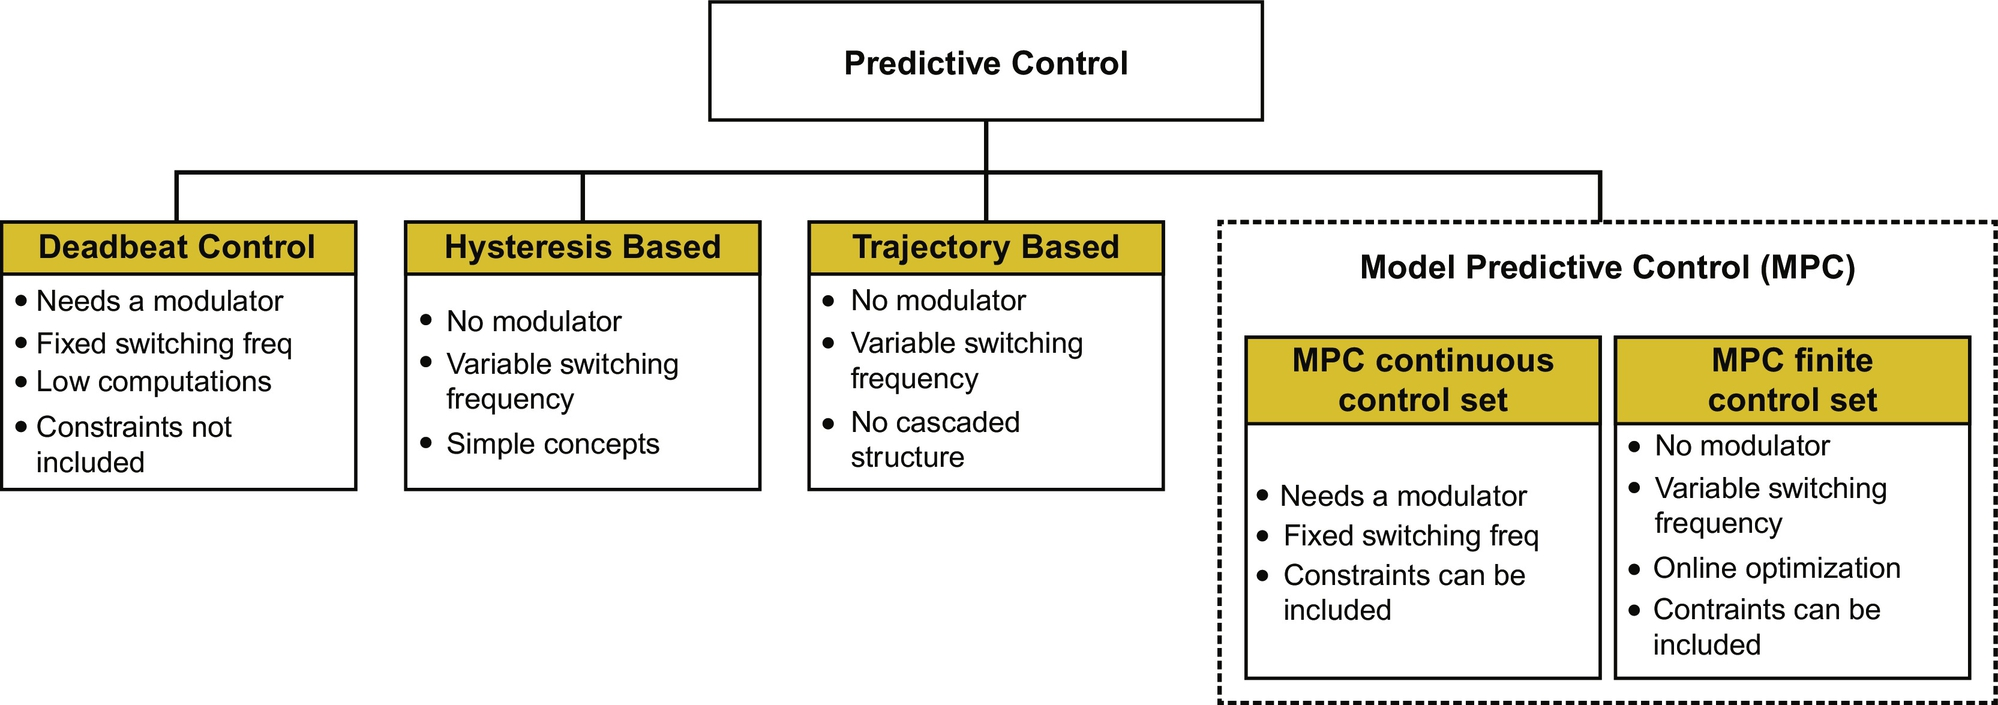 Predictive Control
Deadbeat Control
• Needs a modulator
• Fixed switching freq
• Low computations
• Constraints not
included
Hysteresis Based
• No modulator
• Variable switching
frequency
• Simple concepts
Trajectory Based
• No modulator
• Variable switching
frequency
• No cascaded
structure
Model Predictive Control (MPC)
MPC continuous
control set
• Needs a modulator
• Fixed switching freq
• Constraints can be
included
MPC finite
control set
• No modulator
• Variable switching
frequency
• Online optimization
• Contraints can be
included